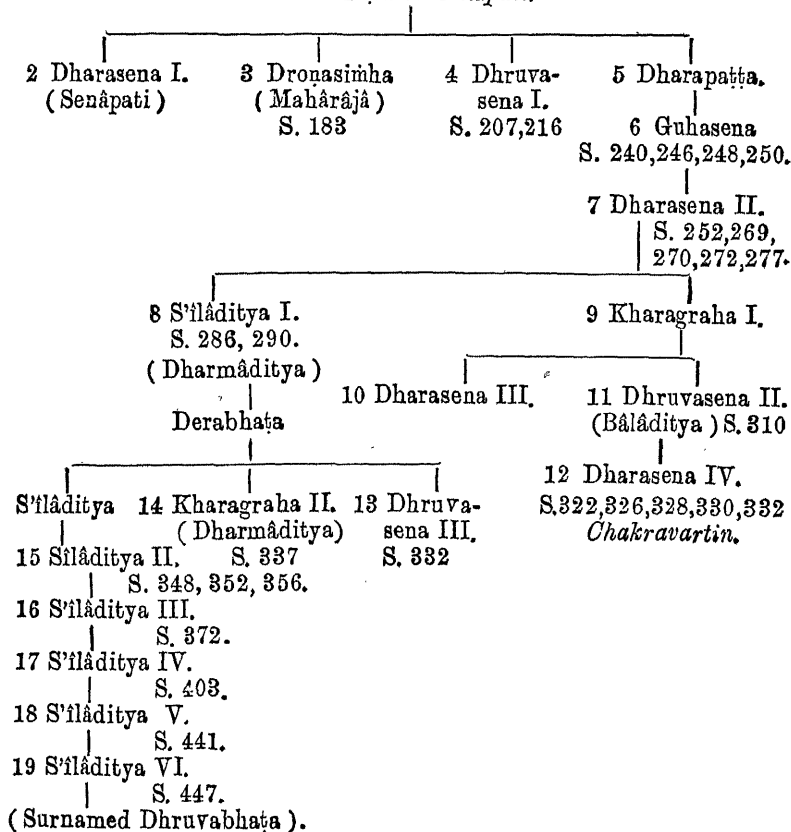 2 Dharasena I. 3 Droṇasiṁha 4 Dhruva- 5 Dharapaṭṭa.
(Senâpati) (Mahârâjâ) sena I.
S. 183 S. 207,216 6 Guhasena
S. 240,246,248,250.
7 Dharasena II.
S. 252,269,
270,272,277.
8 S'îlâditya I. 9 Kharagraha I.
S. 286, 290.
(Dharmâditya)
10 Dharasena III. 11 Dhruvasena II.
Derabhaṭa (Bâlâditya) S. 310
12 Dharasena IV.
S'îlâditya 14 Kharagraha II. 13 Dhruva- S.322,326,328,330,332
(Dharmâditya) sena III. Chakravartin.
15 Sîlâditya II. S. 337 S. 332
S. 348, 352, 356.
16 S'îlâditya III.
S. 372.
17 S'îlâditya IV.
S. 403.
18 S'îlâditya V.
S. 441.
19 S'îlâditya VI.
S. 447.
(Surnamed Dhruvabhaṭa).